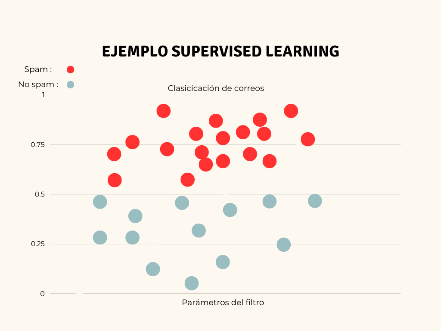 EJEMPLO SUPERVISED LEARNING
Spam :
No spam :
Clasicicación de correos
1
0.75
0.5
0.25
0
Parámetros del filtro